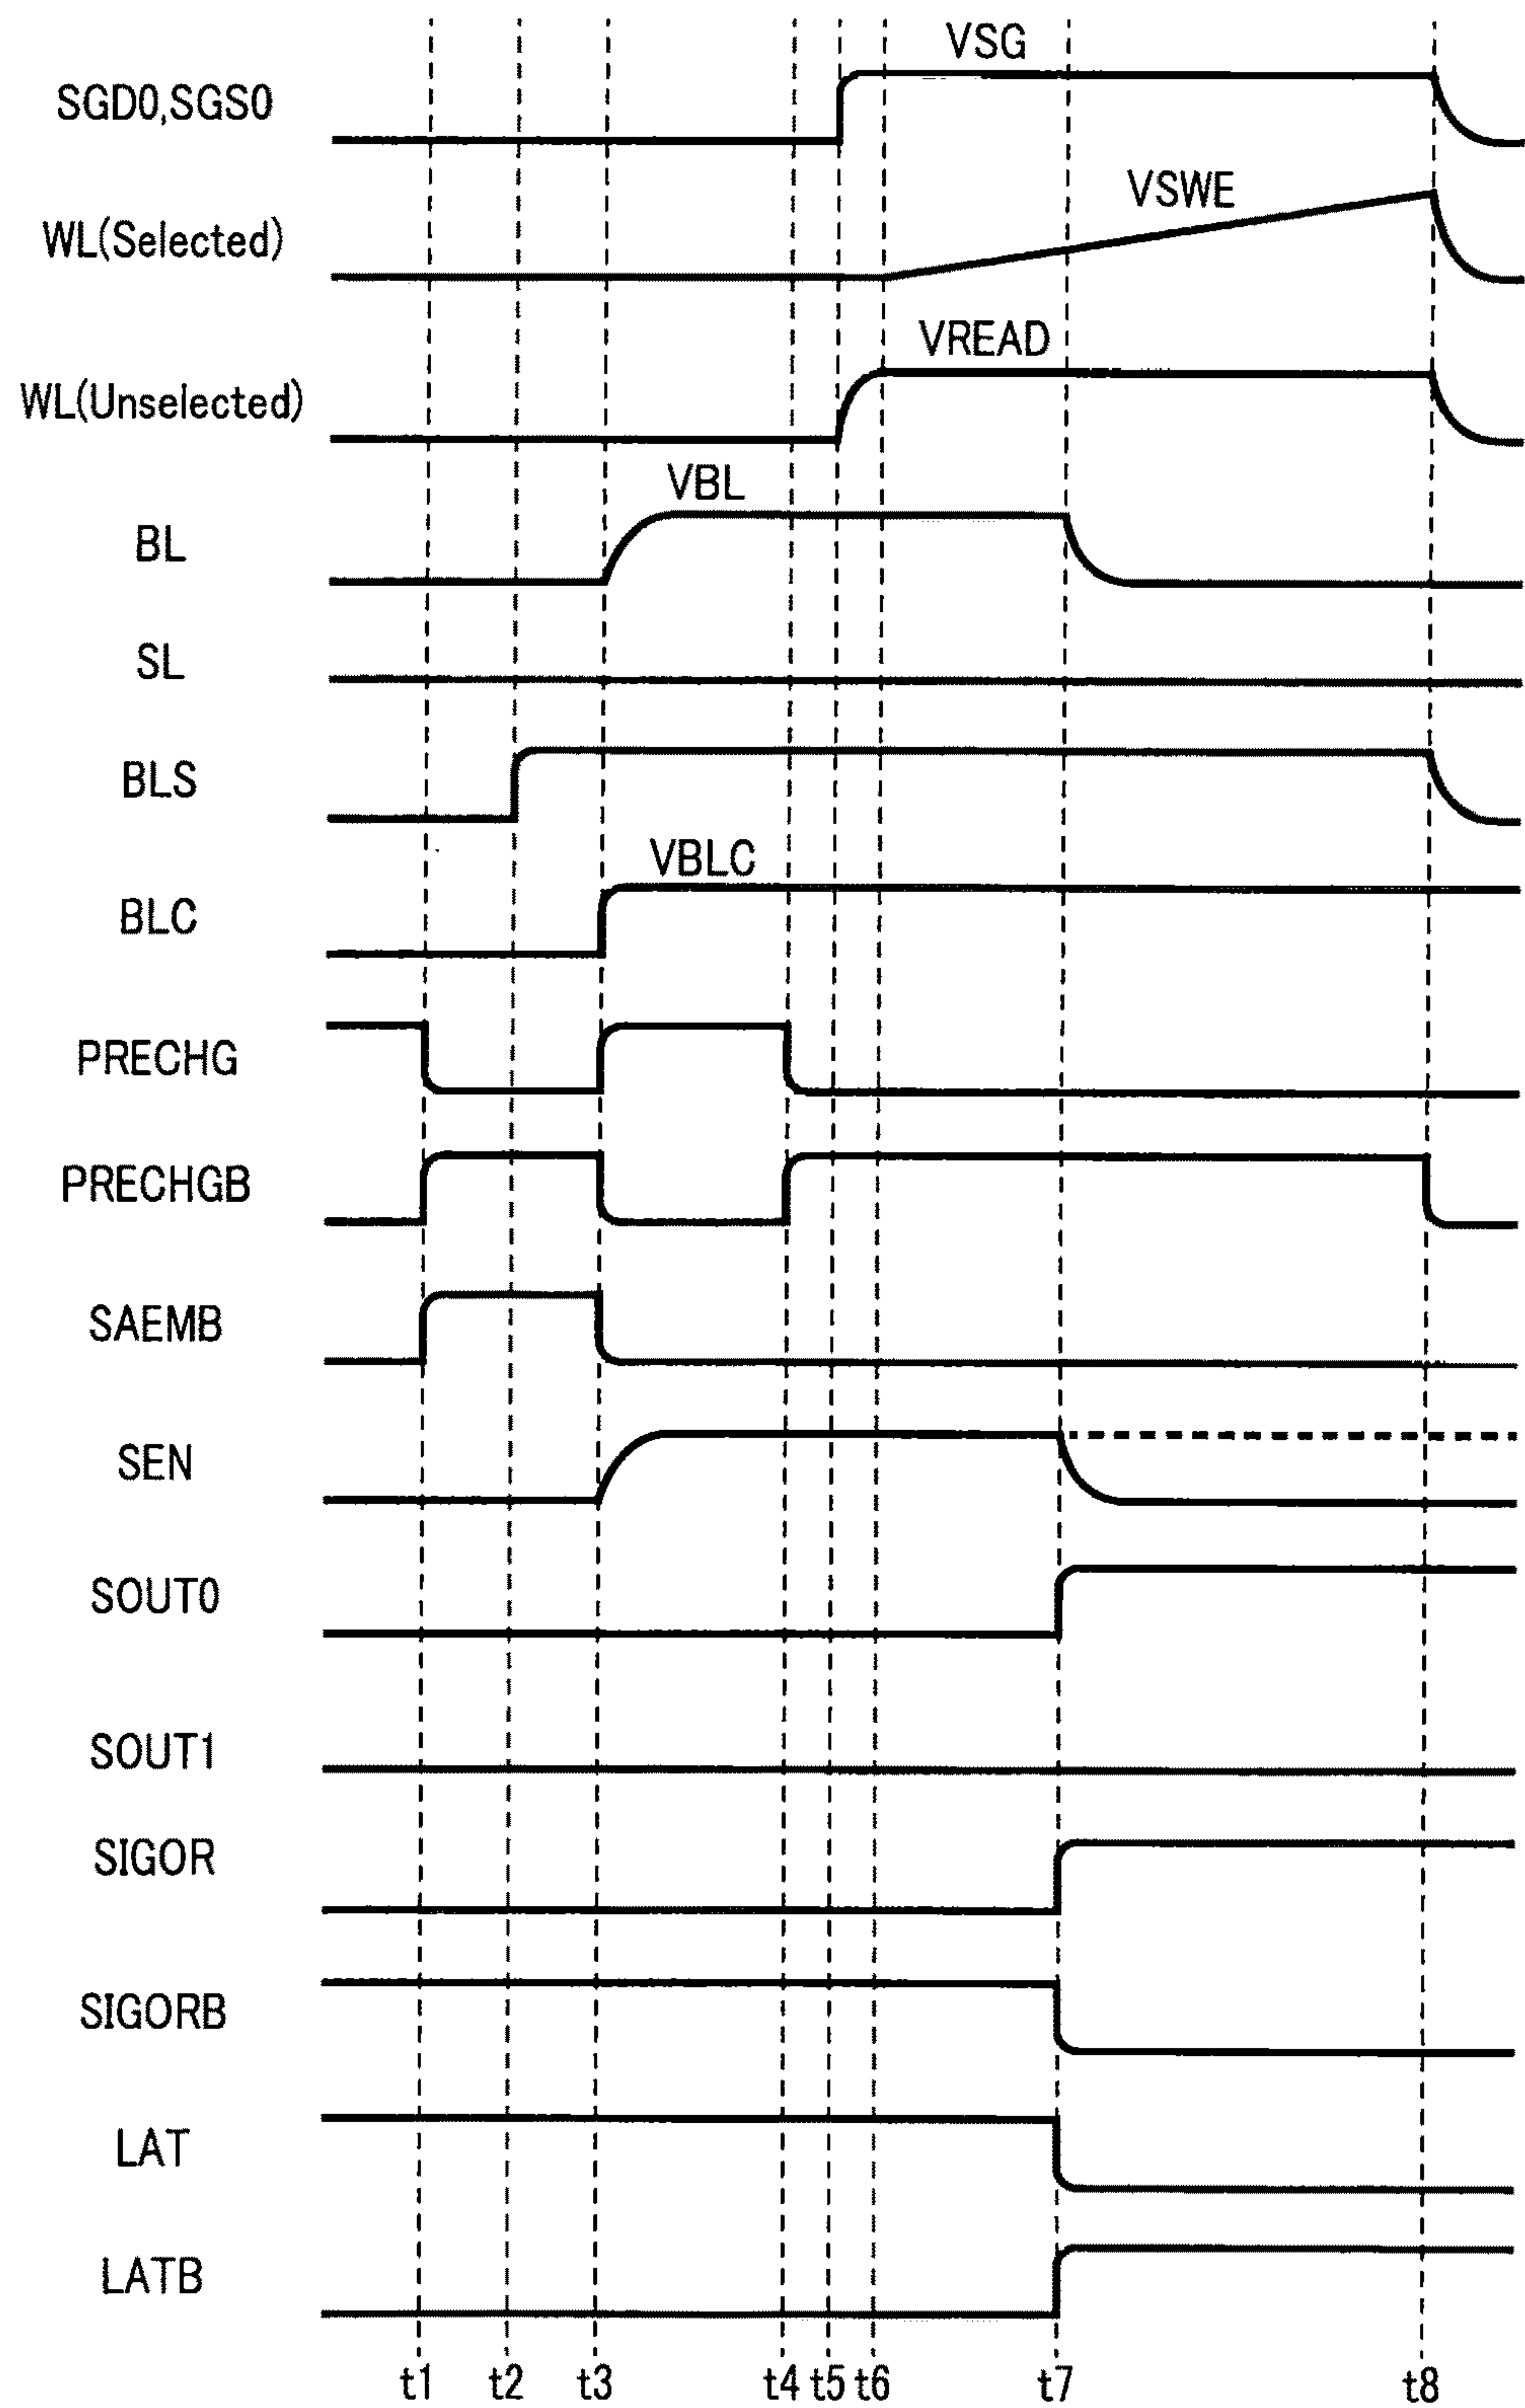 VSG
SGD0,SGS0
VSWE
WL(Selected)
VREAD
WL(Unselected)
VBL
BL
SL
BLS
VBLC
BLC
PRECHG
PRECHGB
SAEMB
SEN
SOUT0
SOUT1
SIGOR
SIGORB
LAT
LATB
t1 t2 t3 t4 t5 t6 t7 t8